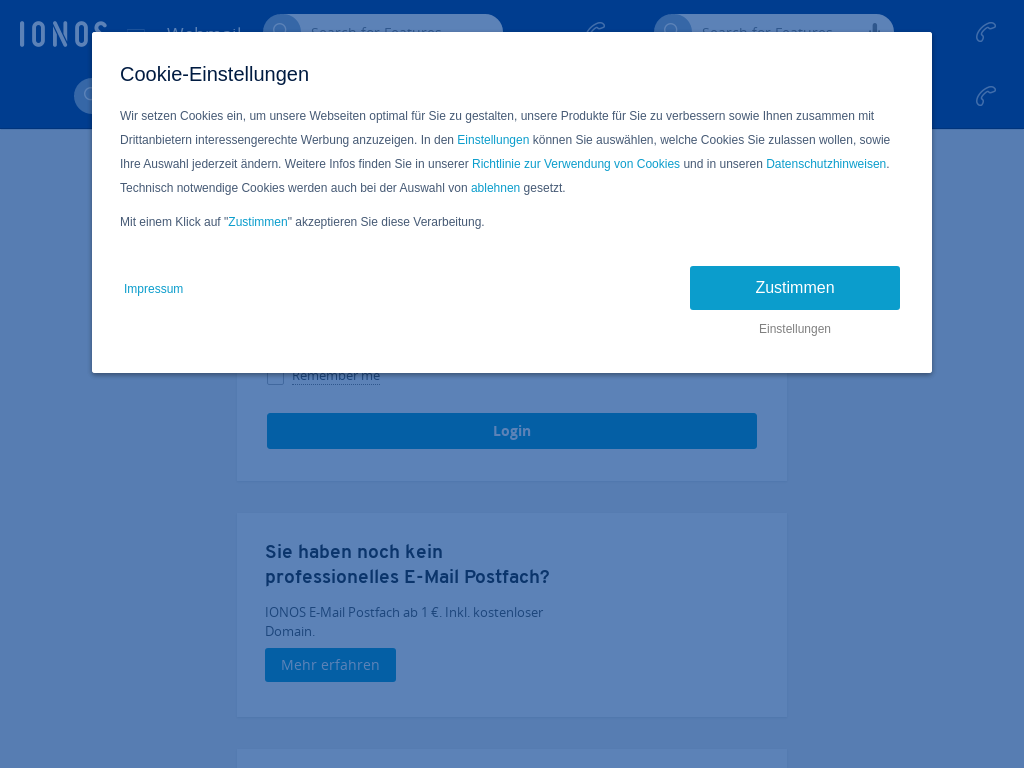 IONOS
Webmail
Search for Features
Search for Features
Cookie-Einstellungen
Wir setzen Cookies ein, um unsere Webseiten optimal für Sie zu gestalten, unsere Produkte für Sie zu verbessern sowie Ihnen zusammen mit
Drittanbietern interessengerechte Werbung anzuzeigen. In den Einstellungen können Sie auswählen, welche Cookies Sie zulassen wollen, sowie
Ihre Auswahl jederzeit ändern. Weitere Infos finden Sie in unserer Richtlinie zur Verwendung von Cookies und in unseren Datenschutzhinweisen.
Technisch notwendige Cookies werden auch bei der Auswahl von ablehnen gesetzt.
Mit einem Klick auf "Zustimmen" akzeptieren Sie diese Verarbeitung.
Impressum
Zustimmen
Einstellungen
Remember me
Login
Sie haben noch kein
professionelles E-Mail Postfach?
IONOS E-Mail Postfach ab 1 €. Inkl. kostenloser
Domain.
Mehr erfahren